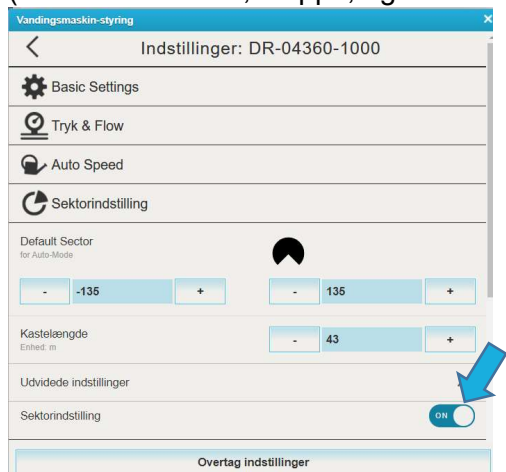 Vandingsmaskin-styring
Indstillinger: DR-04360-1000
Basic Settings
Tryk & Flow
Auto Speed
Sektorindstilling
Default Sector
for Auto-Mode
- -135 + - 135 +
Kastelængde
Enhed: m
- 43 +
Udvidede indstillinger
Sektorindstilling
ON
Overtag indstillinger